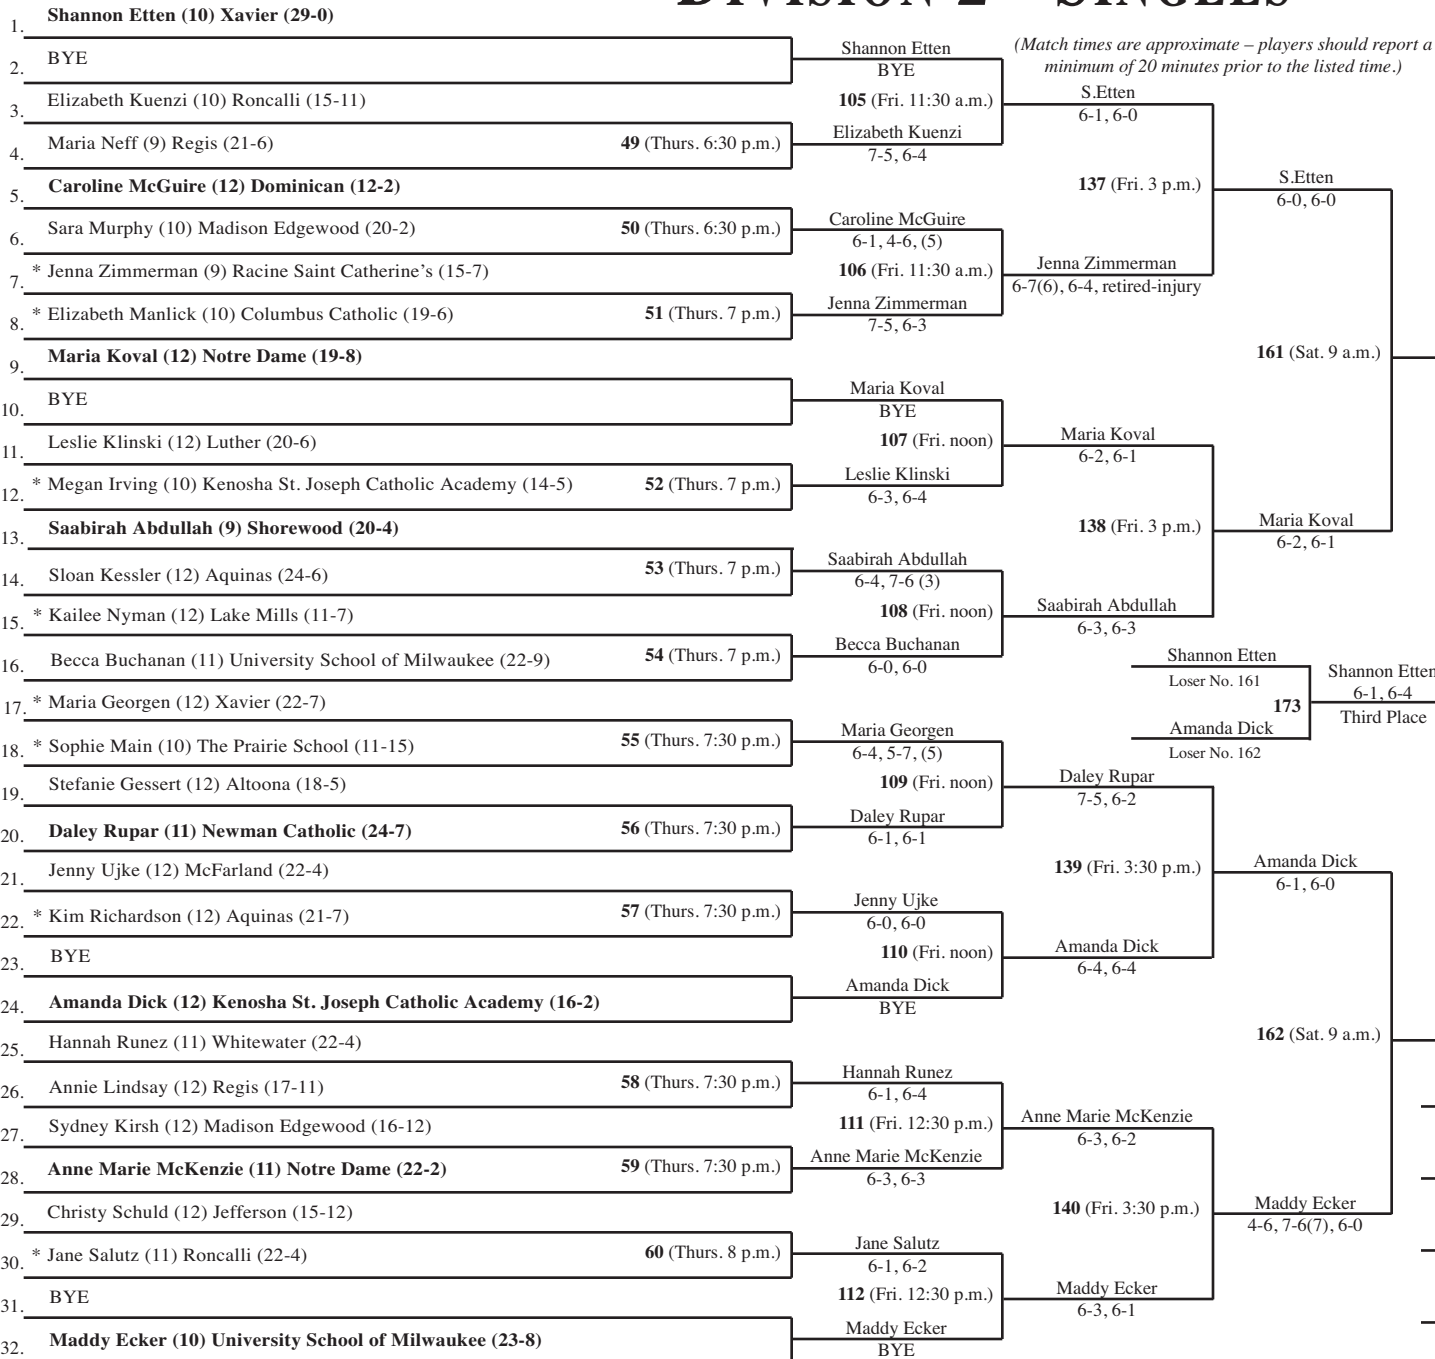 DIVISION 2 – SINGLES
(Match times are approximate – players should report a
minimum of 20 minutes prior to the listed time.)
1. Shannon Etten (10) Xavier (29-0)
2. BYE
3. Elizabeth Kuenzi (10) Roncalli (15-11)
4. Maria Neff (9) Regis (21-6)
49 (Thurs. 6:30 p.m.)
5. Caroline McGuire (12) Dominican (12-2)
6. Sara Murphy (10) Madison Edgewood (20-2)
50 (Thurs. 6:30 p.m.)
7. * Jenna Zimmerman (9) Racine Saint Catherine's (15-7)
8. * Elizabeth Manlick (10) Columbus Catholic (19-6)
51 (Thurs. 7 p.m.)
9. Maria Koval (12) Notre Dame (19-8)
10. BYE
11. Leslie Klinski (12) Luther (20-6)
12. * Megan Irving (10) Kenosha St. Joseph Catholic Academy (14-5)
52 (Thurs. 7 p.m.)
13. Saabirah Abdullah (9) Shorewood (20-4)
14. Sloan Kessler (12) Aquinas (24-6)
53 (Thurs. 7 p.m.)
15. * Kailee Nyman (12) Lake Mills (11-7)
16. Becca Buchanan (11) University School of Milwaukee (22-9)
54 (Thurs. 7 p.m.)
17. * Maria Georgen (12) Xavier (22-7)
18. * Sophie Main (10) The Prairie School (11-15)
55 (Thurs. 7:30 p.m.)
19. Stefanie Gessert (12) Altoona (18-5)
20. Daley Rupar (11) Newman Catholic (24-7)
56 (Thurs. 7:30 p.m.)
21. Jenny Ujke (12) McFarland (22-4)
22. * Kim Richardson (12) Aquinas (21-7)
57 (Thurs. 7:30 p.m.)
23. BYE
24. Amanda Dick (12) Kenosha St. Joseph Catholic Academy (16-2)
25. Hannah Runez (11) Whitewater (22-4)
26. Annie Lindsay (12) Regis (17-11)
58 (Thurs. 7:30 p.m.)
27. Sydney Kirsh (12) Madison Edgewood (16-12)
28. Anne Marie McKenzie (11) Notre Dame (22-2)
59 (Thurs. 7:30 p.m.)
29. Christy Schuld (12) Jefferson (15-12)
30. * Jane Salutz (11) Roncalli (22-4)
60 (Thurs. 8 p.m.)
31. BYE
32. Maddy Ecker (10) University School of Milwaukee (23-8)
Shannon Etten
BYE
105 (Fri. 11:30 a.m.)
Elizabeth Kuenzi
7-5, 6-4
Caroline McGuire
6-1, 4-6, (5)
106 (Fri. 11:30 a.m.)
Jenna Zimmerman
7-5, 6-3
Maria Koval
BYE
107 (Fri. noon)
Leslie Klinski
6-3, 6-4
Saabirah Abdullah
6-4, 7-6 (3)
108 (Fri. noon)
Becca Buchanan
6-0, 6-0
Maria Georgen
6-4, 5-7, (5)
109 (Fri. noon)
Daley Rupar
6-1, 6-1
Jenny Ujke
6-0, 6-0
110 (Fri. noon)
Amanda Dick
BYE
Hannah Runez
6-1, 6-4
111 (Fri. 12:30 p.m.)
Anne Marie McKenzie
6-3, 6-3
Jane Salutz
6-1, 6-2
112 (Fri. 12:30 p.m.)
Maddy Ecker
BYE
S.Etten
6-1, 6-0
137 (Fri. 3 p.m.)
Jenna Zimmerman
6-7(6), 6-4, retired-injury
Maria Koval
6-2, 6-1
138 (Fri. 3 p.m.)
Saabirah Abdullah
6-3, 6-3
Daley Rupar
7-5, 6-2
139 (Fri. 3:30 p.m.)
Amanda Dick
6-4, 6-4
Anne Marie McKenzie
6-3, 6-2
140 (Fri. 3:30 p.m.)
Maddy Ecker
6-3, 6-1
S.Etten
6-0, 6-0
161 (Sat. 9 a.m.)
Maria Koval
6-2, 6-1
Amanda Dick
6-1, 6-0
162 (Sat. 9 a.m.)
Maddy Ecker
4-6, 7-6(7), 6-0
Shannon Etten
Loser No. 161
173
Amanda Dick
Loser No. 162
Shannon Etten
6-1, 6-4
Third Place